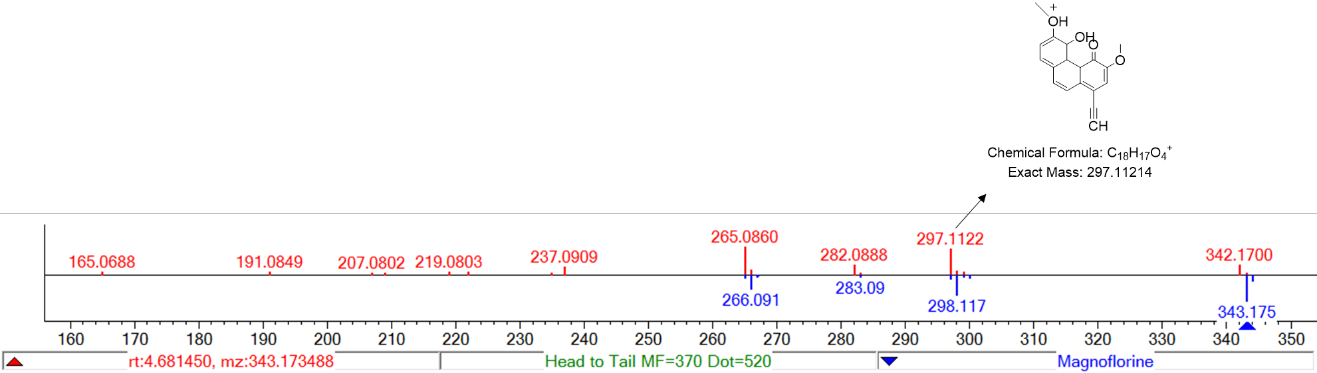 +
OH
OH
O
O
CH
Chemical Formula: C₁₈H₁₇O₄⁺
Exact Mass: 297.11214
165.0688 191.0849 207.0802 219.0803 237.0909 265.0860 282.0888 297.1122 342.1700
266.091 283.09 298.117 343.175
160 170 180 190 200 210 220 230 240 250 260 270 280 290 300 310 320 330 340 350
rt:4.681450, mz:343.173488 Head to Tail MF=370 Dot=520 Magnoflorine